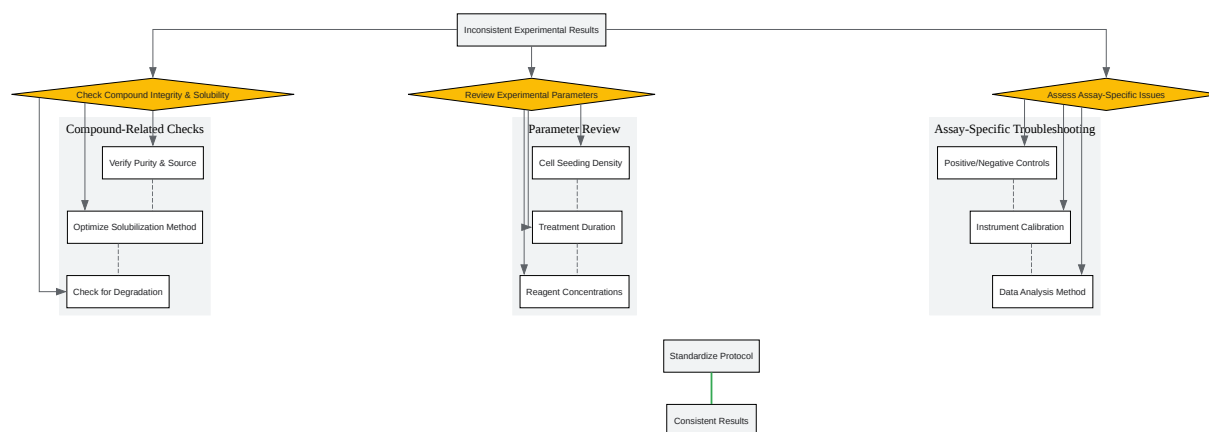 Inconsistent Experimental Results
Check Compound Integrity & Solubility
Review Experimental Parameters
Assess Assay-Specific Issues
Compound-Related Checks
Parameter Review
Assay-Specific Troubleshooting
Verify Purity & Source
Cell Seeding Density
Positive/Negative Controls
Optimize Solubilization Method
Treatment Duration
Instrument Calibration
Check for Degradation
Reagent Concentrations
Data Analysis Method
Standardize Protocol
Consistent Results